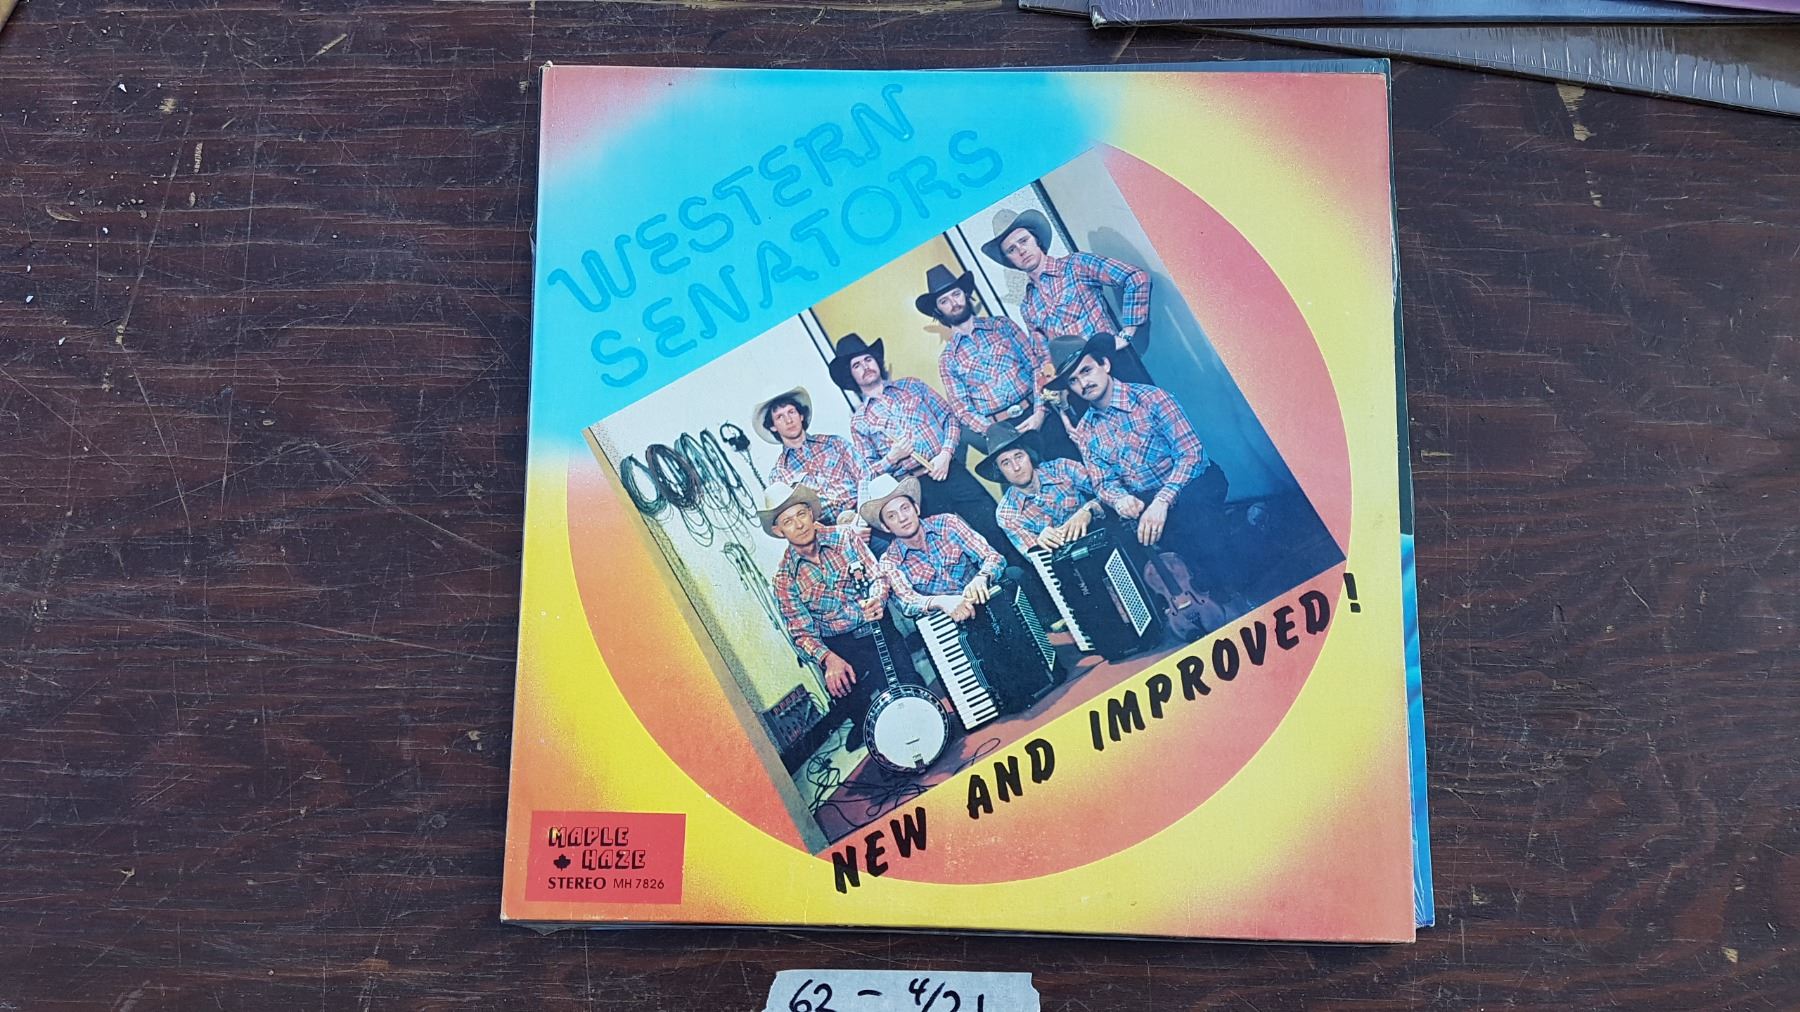 WESTERN
SENATORS
NEW AND IMPROVED!
MAPLE
HAZE
STEREO MH 7826
62 - 4/21